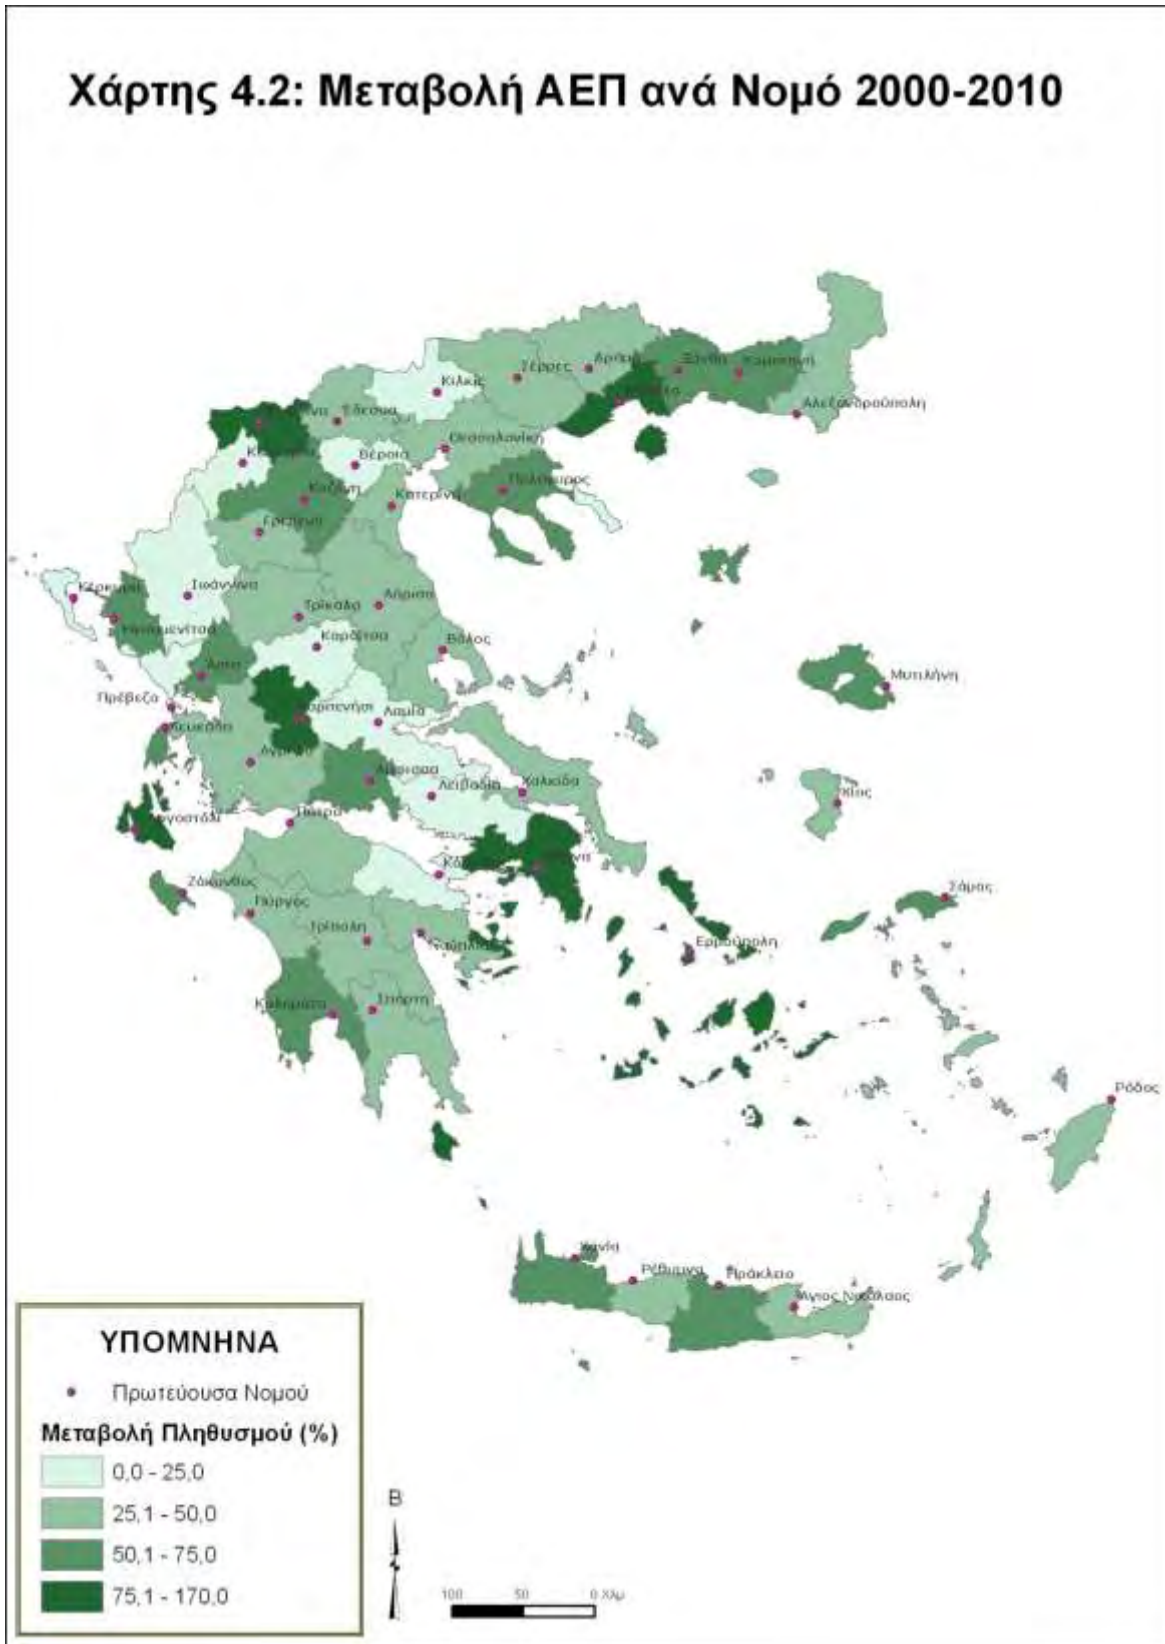 Χάρτης 4.2: Μεταβολή ΑΕΠ ανά Νομό 2000-2010
Κιλκίς
Σέρρες
Δράμα
Ξάνθη
Κομοτηνή
Αλεξανδρούπολη
Έδεσσα
Θεσσαλονίκη
Βέροια
Πολύγυρος
Κοζάνη
Κατερίνη
Γρεβενά
Κέρκυρα
Ιωάννινα
Ηγουμενίτσα
Τρίκαλα
Λάρισα
Καρδίτσα
Βόλος
Άρτα
Μυτιλήνη
Πρέβεζα
Καρπενήσι
Λαμία
Λευκάδα
Αγρίνιο
Άμφισσα
Λειβαδιά
Χαλκίδα
Χίος
Αργοστόλι
Πάτρα
Ζάκυνθος
Σάμος
Πύργος
Τρίπολη
Ναύπλιο
Ερμούπολη
Καλαμάτα
Σπάρτη
Ρόδος
Χανιά
Ρέθυμνο
Ηράκλειο
Άγιος Νικόλαος
ΥΠΟΜΝΗΝΑ
Πρωτεύουσα Νομού
Μεταβολή Πληθυσμού (%)
0,0 - 25,0
25,1 - 50,0
50,1 - 75,0
75,1 - 170,0
Β
100 50 0 Χλμ